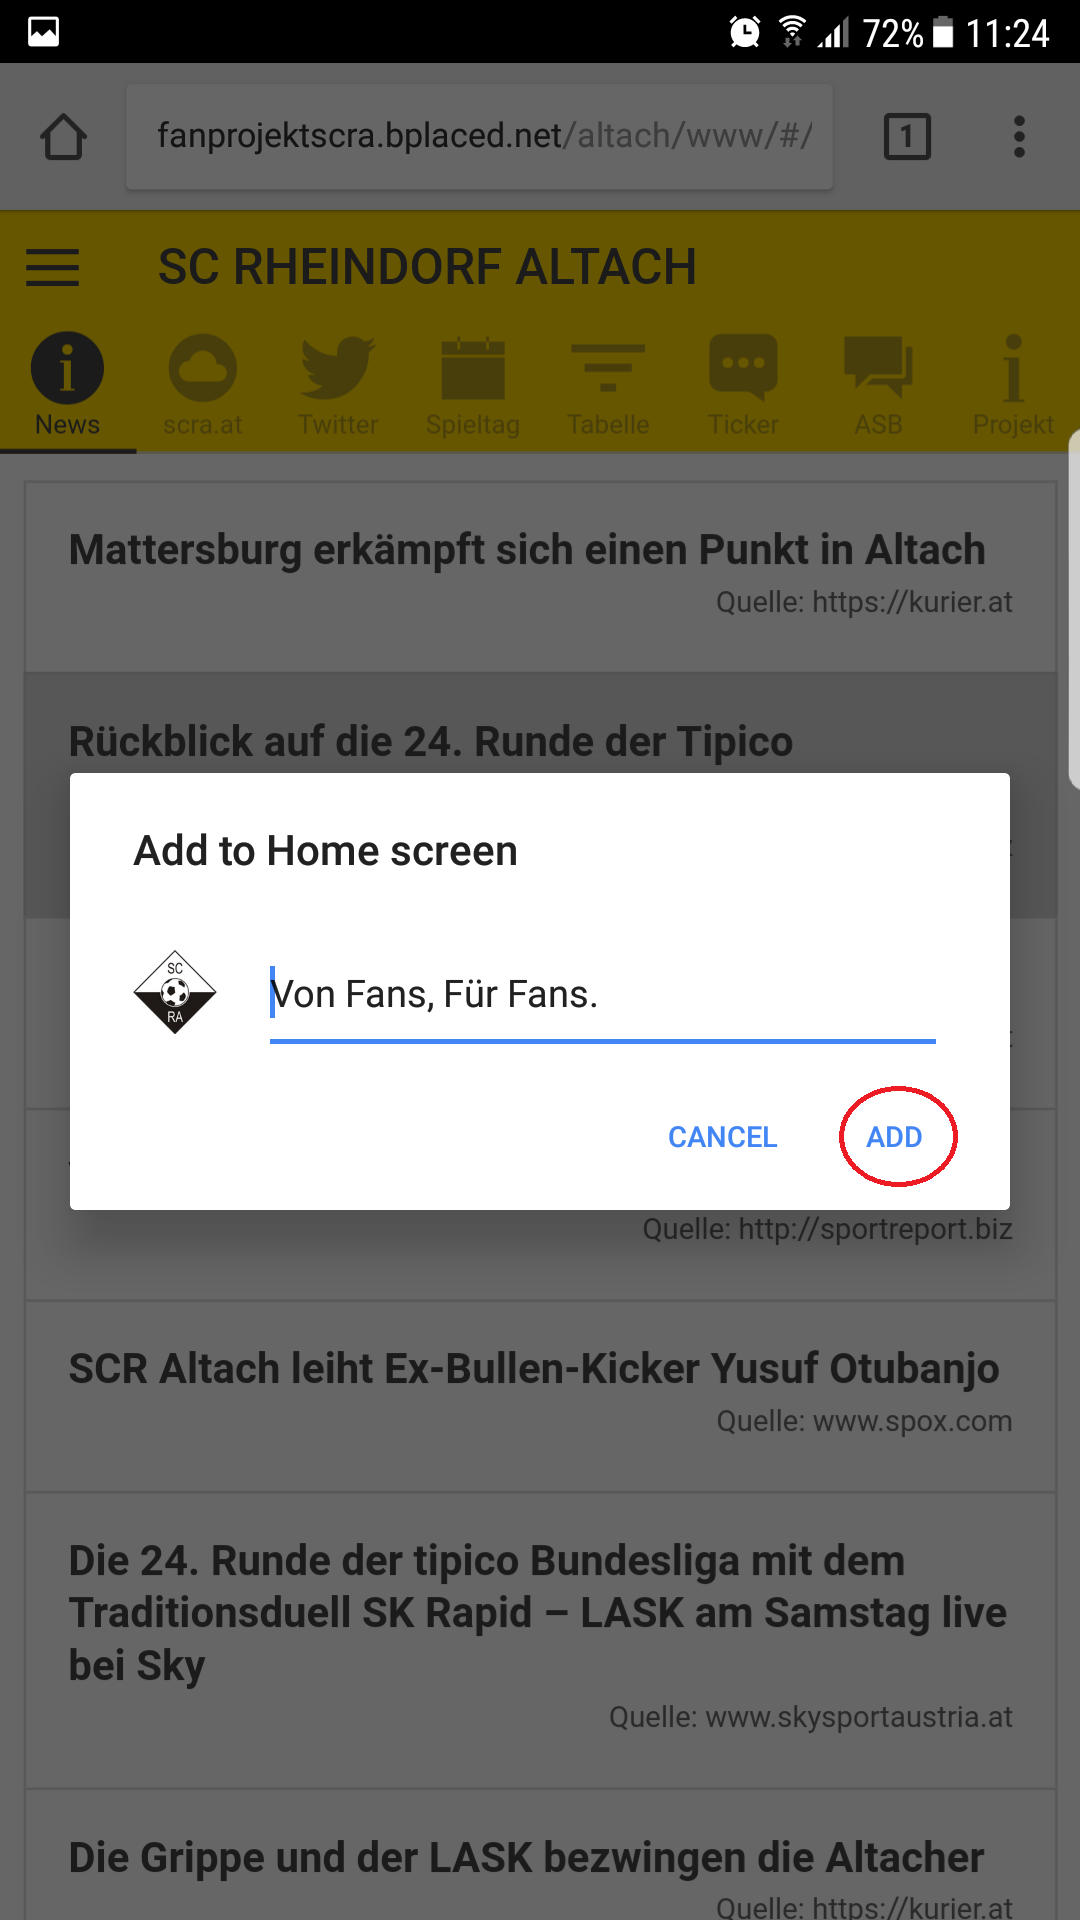 72% 11:24
fanprojektscra.bplaced.net/altach/www/#/
1
SC RHEINDORF ALTACH
News scra.at Twitter Spieltag Tabelle Ticker ASB Projekt
Mattersburg erkämpft sich einen Punkt in Altach
Quelle: https://kurier.at
Rückblick auf die 24. Runde der Tipico
Add to Home screen
SC
RA
Von Fans, Für Fans.
CANCEL ADD
Quelle: http://sportreport.biz
SCR Altach leiht Ex-Bullen-Kicker Yusuf Otubanjo
Quelle: www.spox.com
Die 24. Runde der tipico Bundesliga mit dem
Traditionsduell SK Rapid – LASK am Samstag live
bei Sky
Quelle: www.skysportaustria.at
Die Grippe und der LASK bezwingen die Altacher
Quelle: https://kurier.at